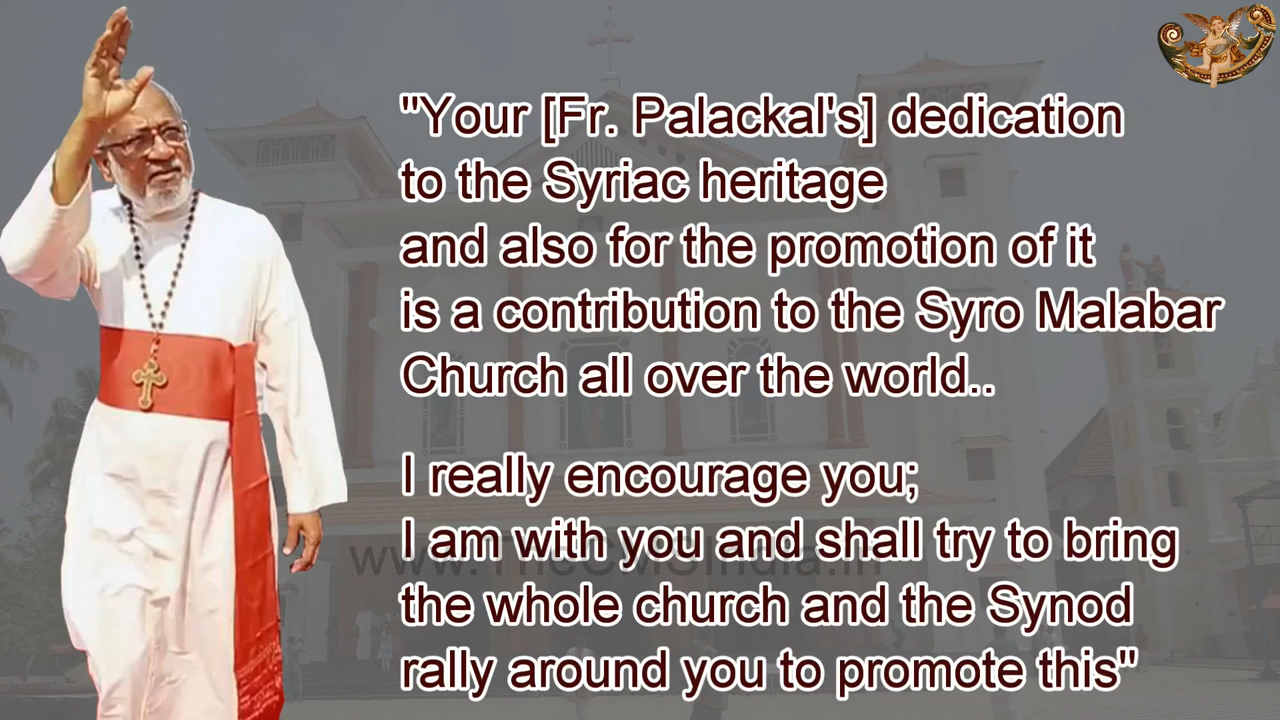 "Your [Fr. Palackal's] dedication
to the Syriac heritage
and also for the promotion of it
is a contribution to the Syro Malabar
Church all over the world..
I really encourage you;
I am with you and shall try to bring
the whole church and the Synod
rally around you to promote this"